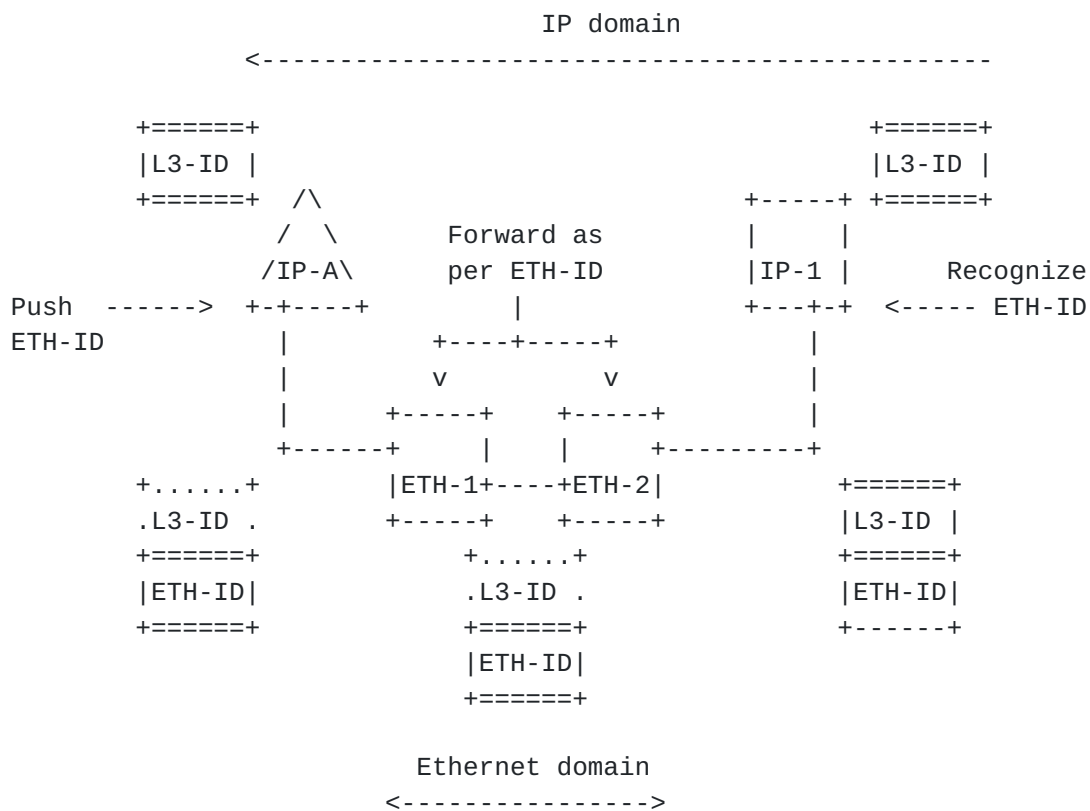 IP domain
<-----------------------------------------------
+======+ +======+
|L3-ID | |L3-ID |
+======+ /\ +-----+ +======+
/ \ Forward as | |
/IP-A\ per ETH-ID |IP-1 | Recognize
Push ------> +-+----+ | +---+-+ <----- ETH-ID
ETH-ID | +----+-----+ |
| v v |
| +-----+ +-----+ |
+------+ | | +---------+
+......+ |ETH-1+----+ETH-2| +======+
.L3-ID . +-----+ +-----+ |L3-ID |
+======+ +......+ +======+
|ETH-ID| .L3-ID . |ETH-ID|
+======+ +======+ +------+
|ETH-ID|
+======+
Ethernet domain
<---------------->